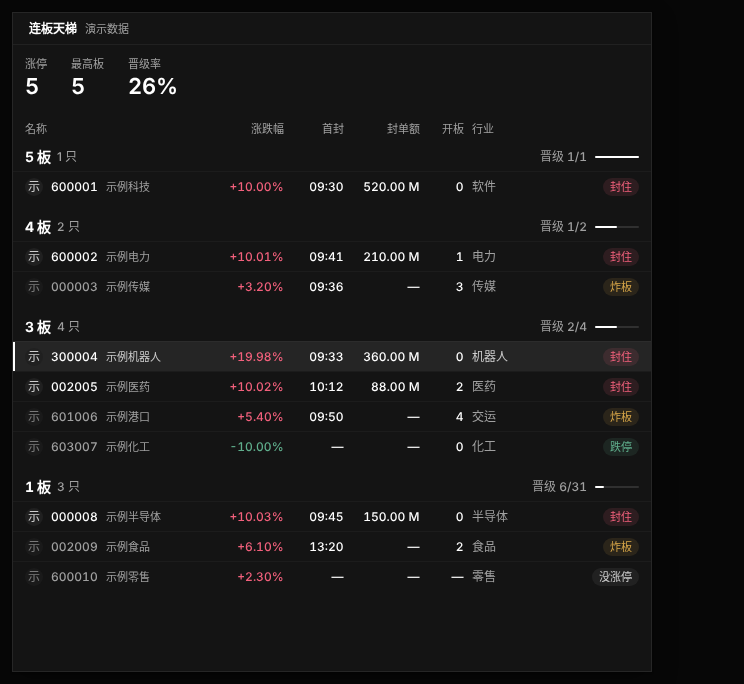 连板天梯 演示数据
涨停 最高板 晋级率
5 5 26%
名称 涨跌幅 首封 封单额 开板 行业
5 板 1 只 晋级 1/1
示 600001 示例科技 +10.00% 09:30 520.00 M 0 软件 封住
4 板 2 只 晋级 1/2
示 600002 示例电力 +10.01% 09:41 210.00 M 1 电力 封住
示 000003 示例传媒 +3.20% 09:36 — 3 传媒 炸板
3 板 4 只 晋级 2/4
示 300004 示例机器人 +19.98% 09:33 360.00 M 0 机器人 封住
示 002005 示例医药 +10.02% 10:12 88.00 M 2 医药 封住
示 601006 示例港口 +5.40% 09:50 — 4 交运 炸板
示 603007 示例化工 -10.00% — — 0 化工 跌停
1 板 3 只 晋级 6/31
示 000008 示例半导体 +10.03% 09:45 150.00 M 0 半导体 封住
示 002009 示例食品 +6.10% 13:20 — 2 食品 炸板
示 600010 示例零售 +2.30% — — — 零售 没涨停